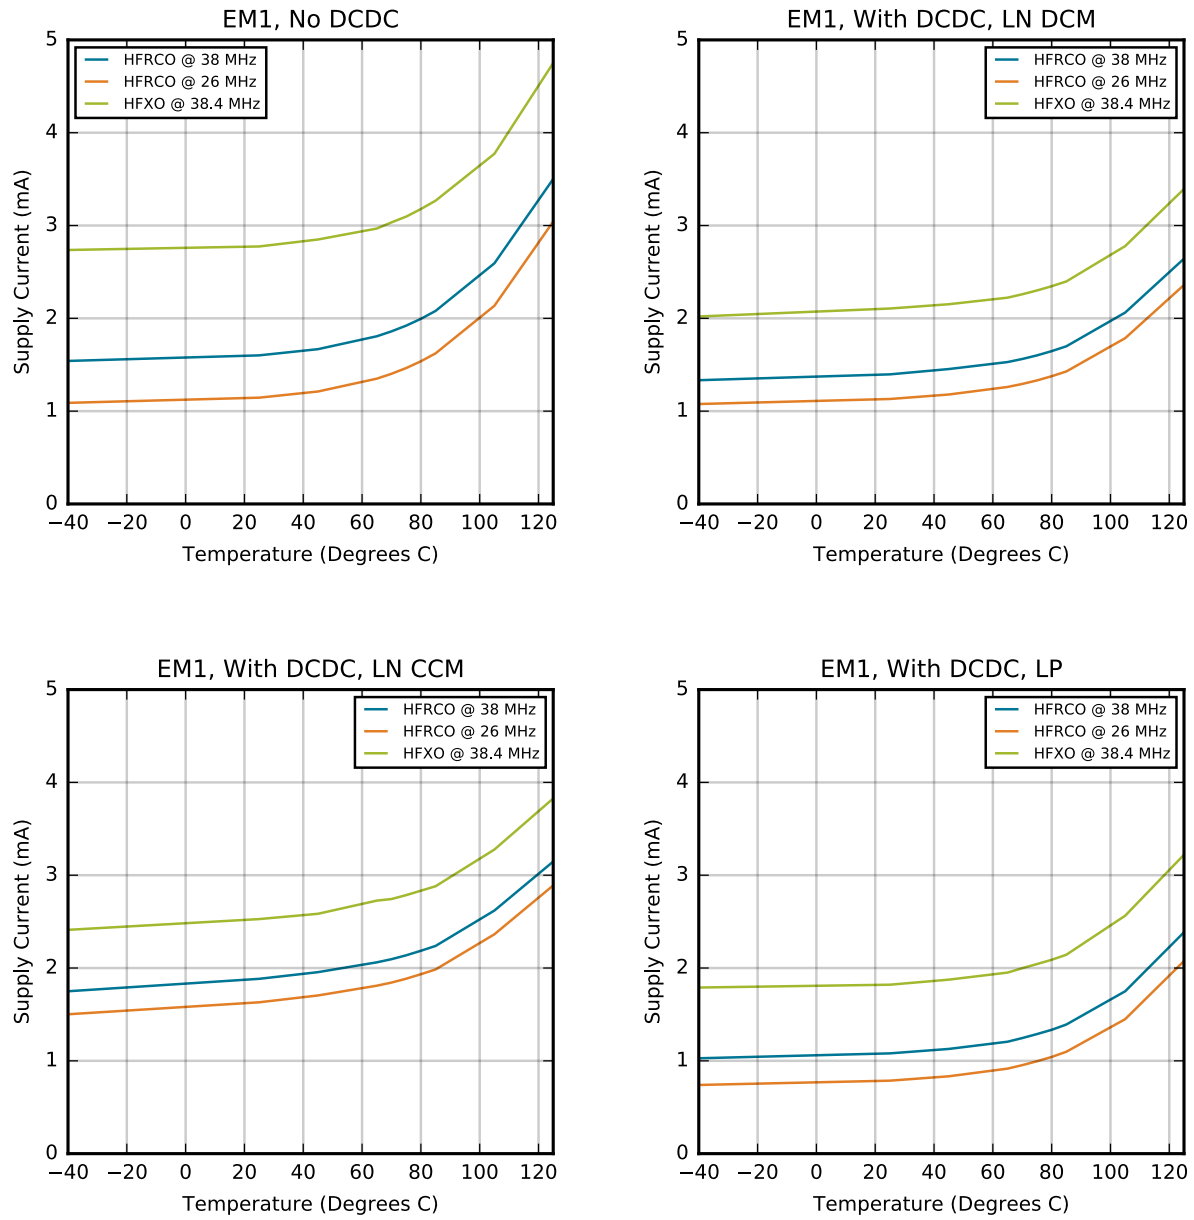 EM1, No DCDC
5
4
3
2
1
0
Supply Current (mA)
HFRCO @ 38 MHz
HFRCO @ 26 MHz
HFXO @ 38.4 MHz
−40 −20 0 20 40 60 80 100 120
Temperature (Degrees C)
EM1, With DCDC, LN DCM
5
4
3
2
1
0
Supply Current (mA)
HFRCO @ 38 MHz
HFRCO @ 26 MHz
HFXO @ 38.4 MHz
−40 −20 0 20 40 60 80 100 120
Temperature (Degrees C)
EM1, With DCDC, LN CCM
5
4
3
2
1
0
Supply Current (mA)
HFRCO @ 38 MHz
HFRCO @ 26 MHz
HFXO @ 38.4 MHz
−40 −20 0 20 40 60 80 100 120
Temperature (Degrees C)
EM1, With DCDC, LP
5
4
3
2
1
0
Supply Current (mA)
HFRCO @ 38 MHz
HFRCO @ 26 MHz
HFXO @ 38.4 MHz
−40 −20 0 20 40 60 80 100 120
Temperature (Degrees C)